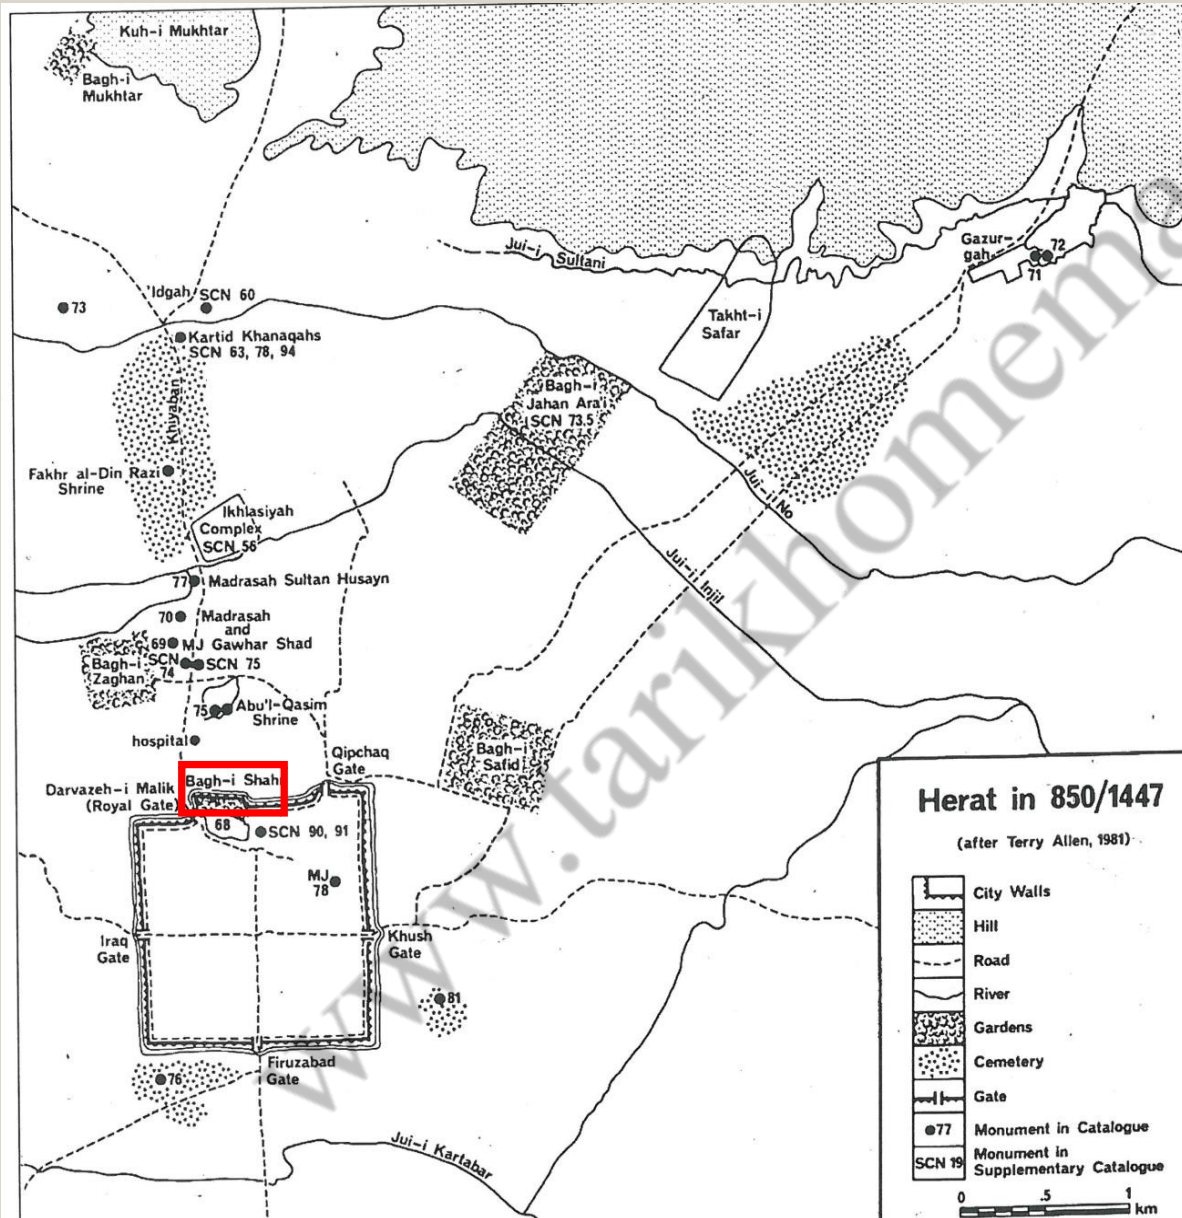 Kuh-i Mukhtar
Bagh-i
Mukhtar
Jui-i Sultani
Gazur-
gah
72
71
73
'Idgah SCN 60
Kartid Khanaqahs
SCN 63, 78, 94
Takht-i
Safar
Bagh-i
Jahan Ara'i
SCN 73.5
Khiyaban
Fakhr al-Din Razi
Shrine
Jui-i No
Ikhlasiyah
Complex
SCN 56
Jui-i Injil
77 Madrasah Sultan Husayn
70 Madrasah
and
69 MJ Gawhar Shad
Bagh-i
Zaghan
SCN
74
SCN 75
75 Abu'l-Qasim
Shrine
hospital
Qipchaq
Gate
Bagh-i
Safid
Bagh-i Shahr
Darvazeh-i Malik
(Royal Gate)
68
SCN 90, 91
MJ
78
Iraq
Gate
Khush
Gate
81
Firuzabad
Gate
76
Jui-i Kartabar
Herat in 850/1447
(after Terry Allen, 1981)
City Walls
Hill
Road
River
Gardens
Cemetery
Gate
77 Monument in Catalogue
SCN 19 Monument in
Supplementary Catalogue
0 .5 1
km